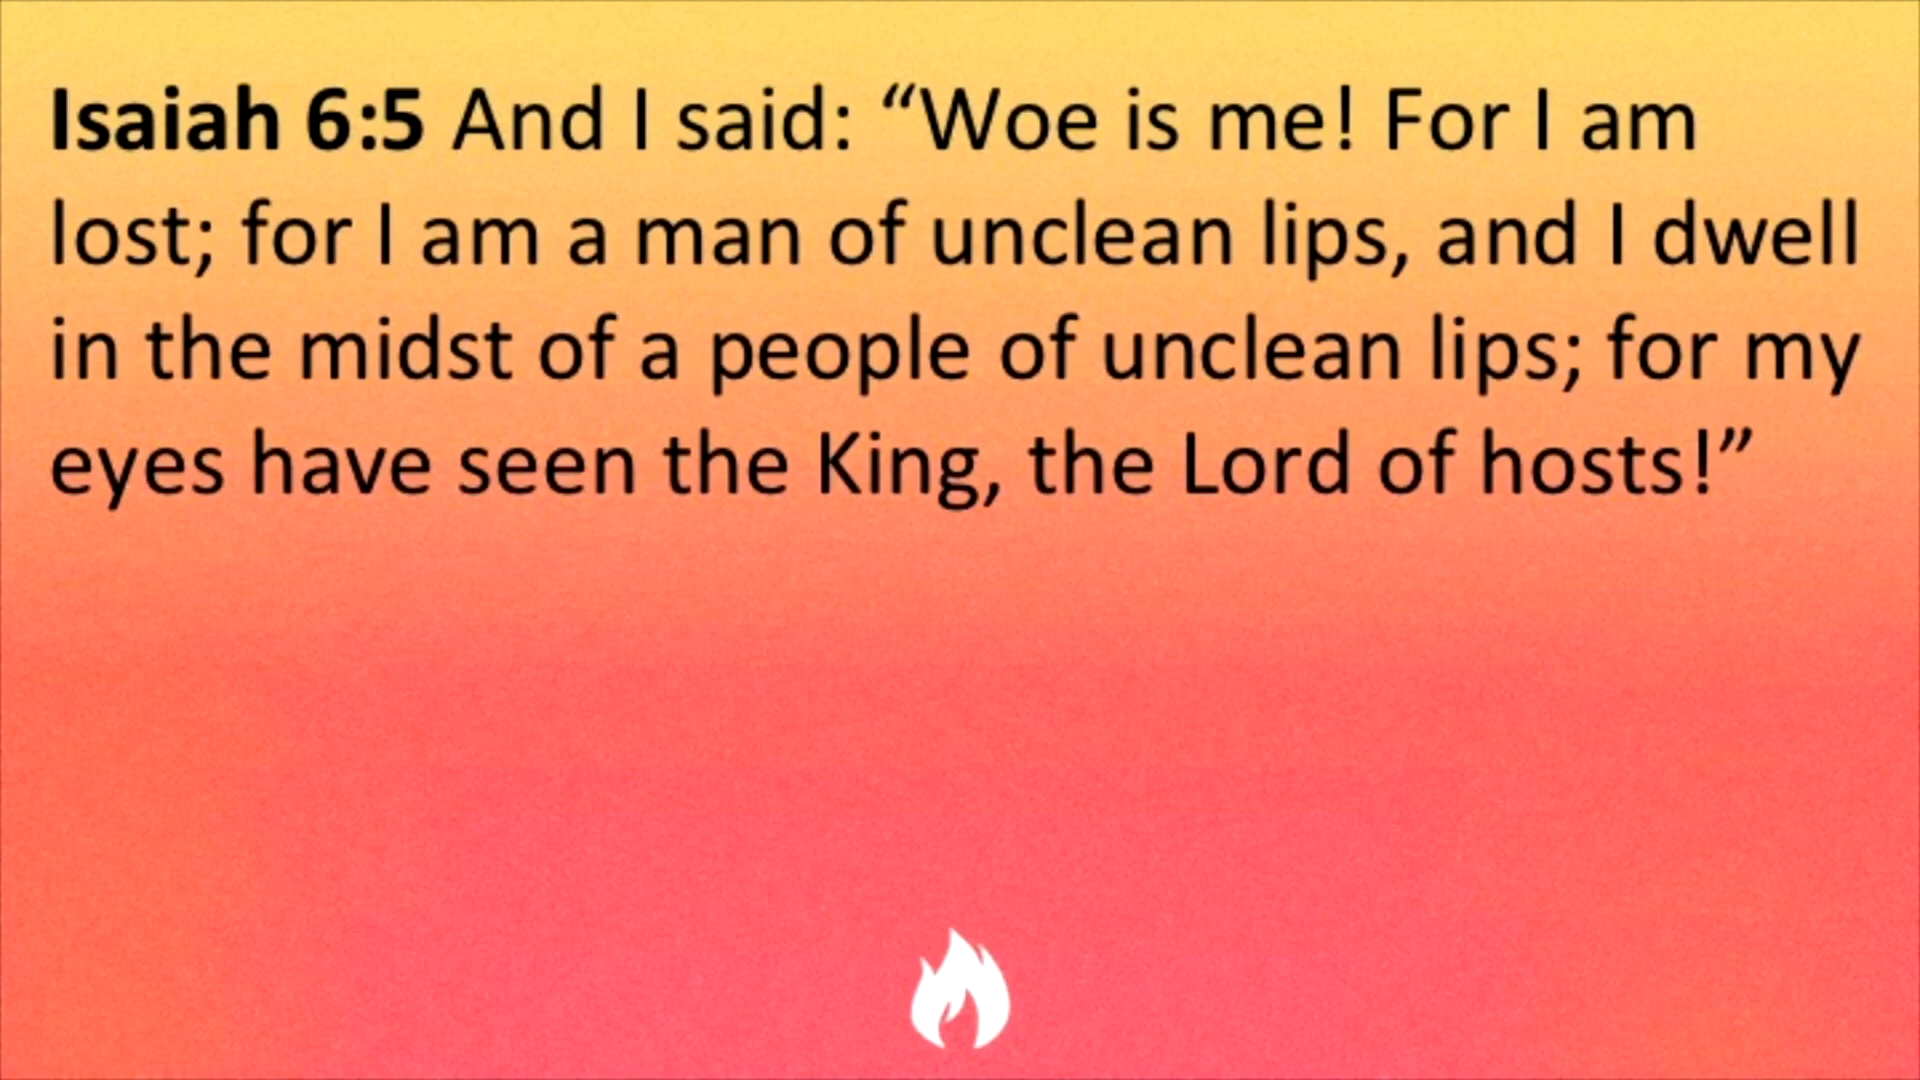 Isaiah 6:5 And I said: “Woe is me! For I am
lost; for I am a man of unclean lips, and I dwell
in the midst of a people of unclean lips; for my
eyes have seen the King, the Lord of hosts!”